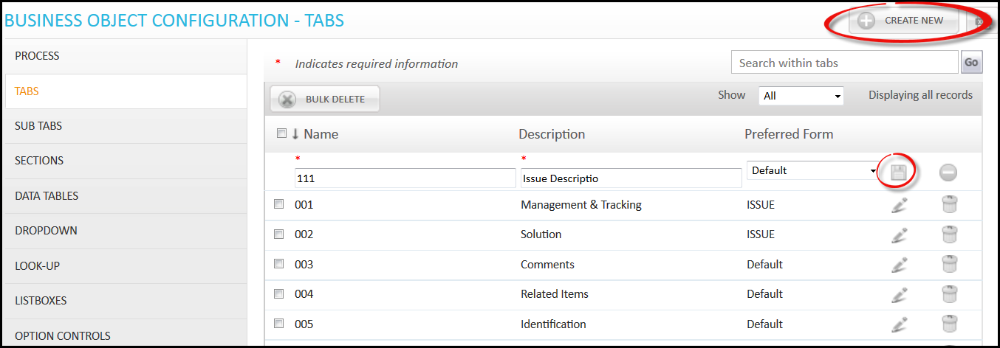 BUSINESS OBJECT CONFIGURATION - TABS
CREATE NEW
PROCESS
TABS
SUB TABS
SECTIONS
DATA TABLES
DROPDOWN
LOOK-UP
LISTBOXES
OPTION CONTROLS
* Indicates required information
Search within tabs Go
BULK DELETE Show All Displaying all records
Name Description Preferred Form
* *
111 Issue Descriptio Default
001 Management & Tracking ISSUE
002 Solution ISSUE
003 Comments Default
004 Related Items Default
005 Identification Default